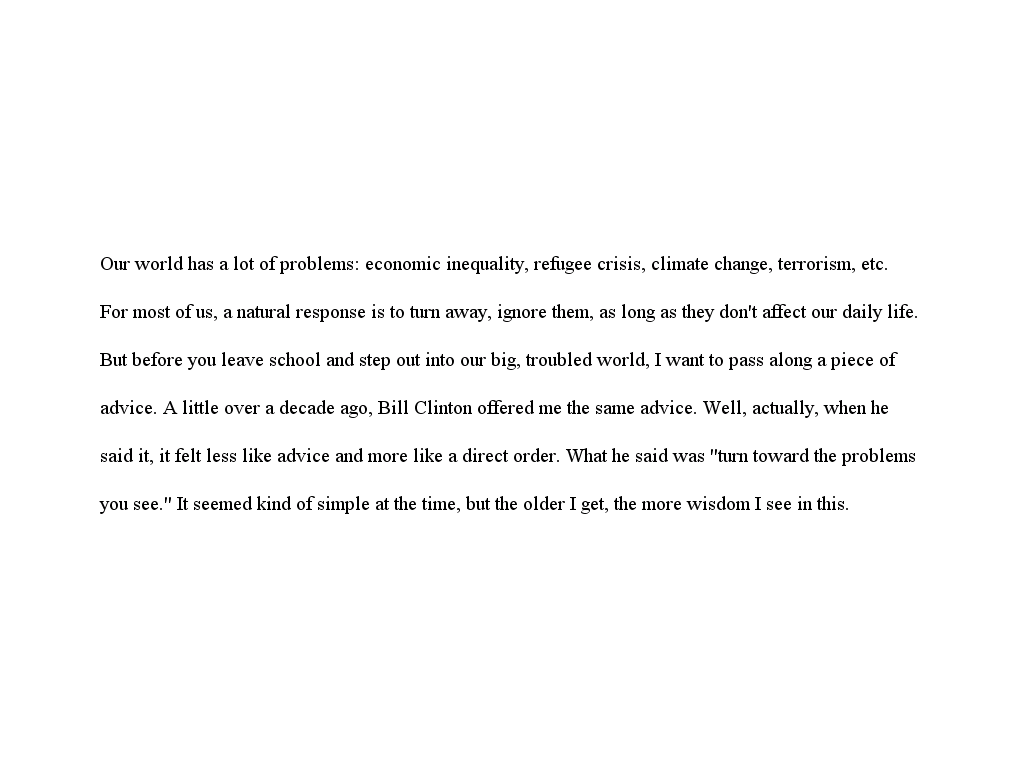 Our world has a lot of problems: economic inequality, refugee crisis, climate change, terrorism, etc.
For most of us, a natural response is to turn away, ignore them, as long as they don't affect our daily life.
But before you leave school and step out into our big, troubled world, I want to pass along a piece of
advice. A little over a decade ago, Bill Clinton offered me the same advice. Well, actually, when he
said it, it felt less like advice and more like a direct order. What he said was "turn toward the problems
you see." It seemed kind of simple at the time, but the older I get, the more wisdom I see in this.